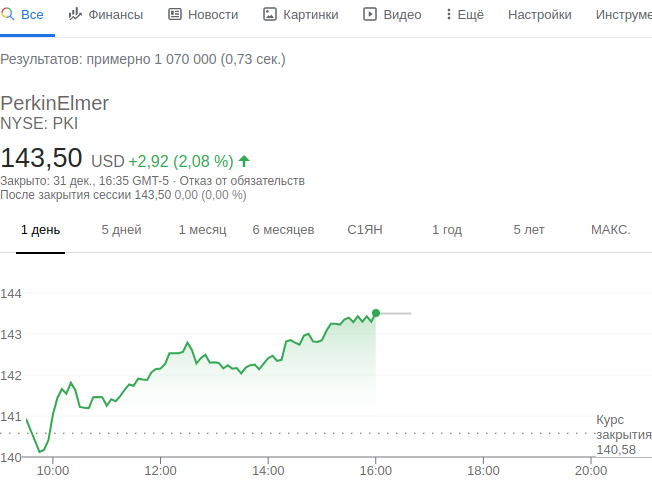 Все Финансы Новости Картинки Видео Ещё Настройки Инструме
Результатов: примерно 1 070 000 (0,73 сек.)
PerkinElmer
NYSE: PKI
143,50 USD +2,92 (2,08 %)
Закрыто: 31 дек., 16:35 GMT-5 · Отказ от обязательств
После закрытия сессии 143,50 0,00 (0,00 %)
1 день 5 дней 1 месяц 6 месяцев С1ЯН 1 год 5 лет МАКС.
144
143
142
141
140
Курс
закрытия
140,58
10:00 12:00 14:00 16:00 18:00 20:00